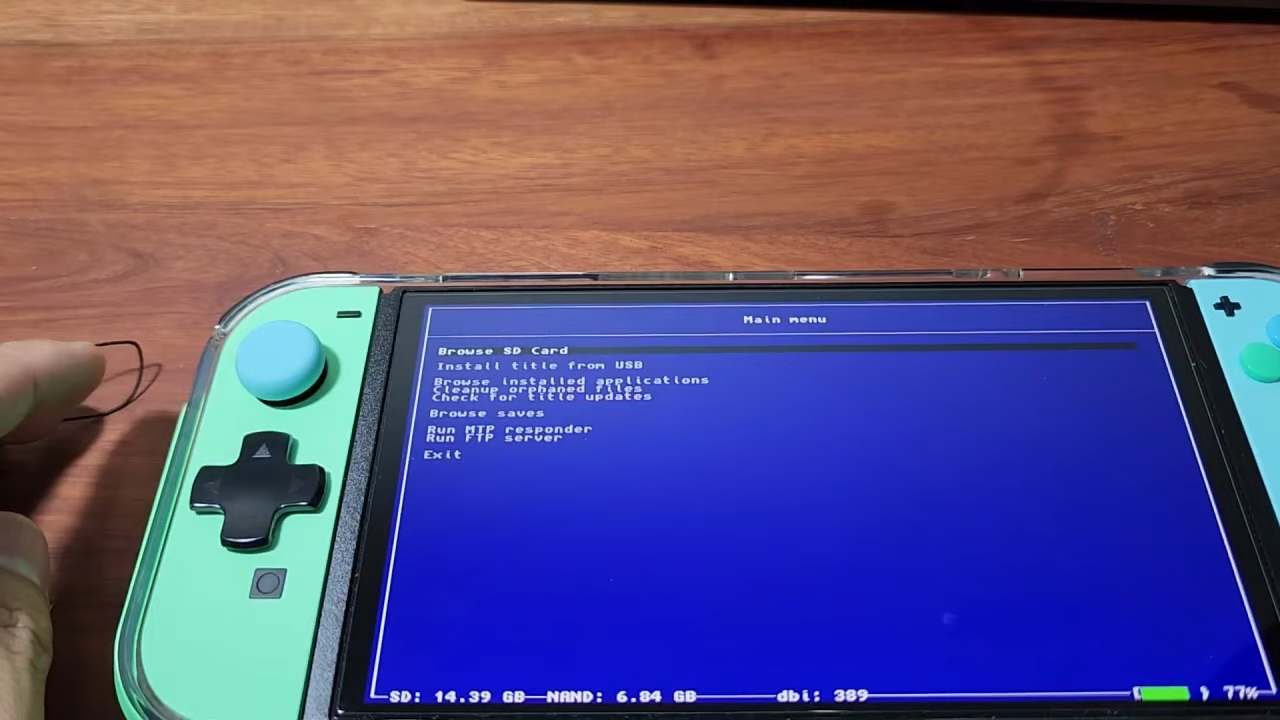 Main menu
Browse SD Card
Install title from USB
Browse installed applications
Cleanup orphaned files
Check for title updates
Browse saves
Run MTP responder
Run FTP server
Exit
SD: 14.39 GB NAND: 6.84 GB dbi: 389 77%